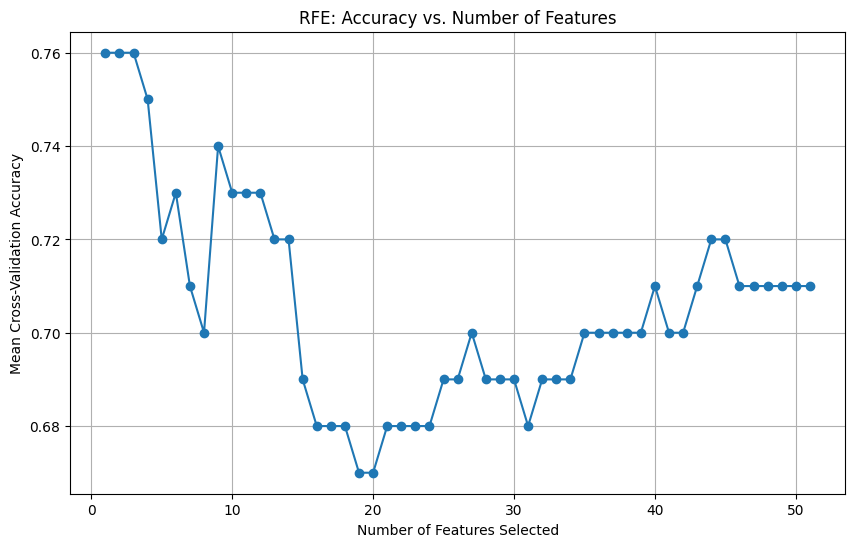 RFE: Accuracy vs. Number of Features
Mean Cross-Validation Accuracy
0.76
0.74
0.72
0.70
0.68
0 10 20 30 40 50
Number of Features Selected